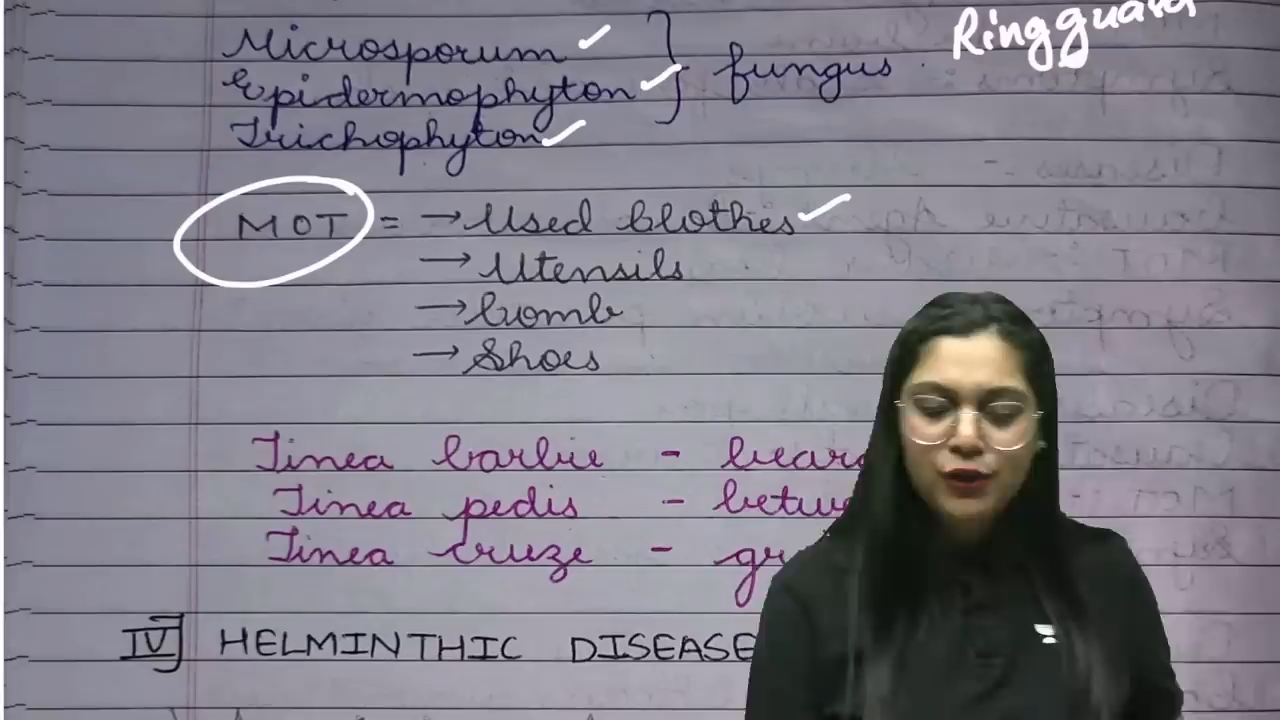 Ringguard
Microsporum
Epidermophyton
Trichophyton
fungus
MOT = → Used Clothes
→ Utensils
→ Comb
→ Shoes
Tinea barbie -
Tinea pedis -
Tinea cruze -
IV] HELMINTHIC DISEASE